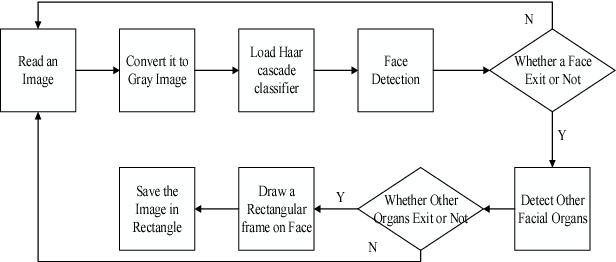 N
Read an
Image
Convert it to
Gray Image
Load Haar
cascade
classifier
Face
Detection
Whether a Face
Exit or Not
Y
Save the
Image in
Rectangle
Draw a
Rectangular
frame on Face
Y
Whether Other
Organs Exit or Not
Detect Other
Facial Organs
N